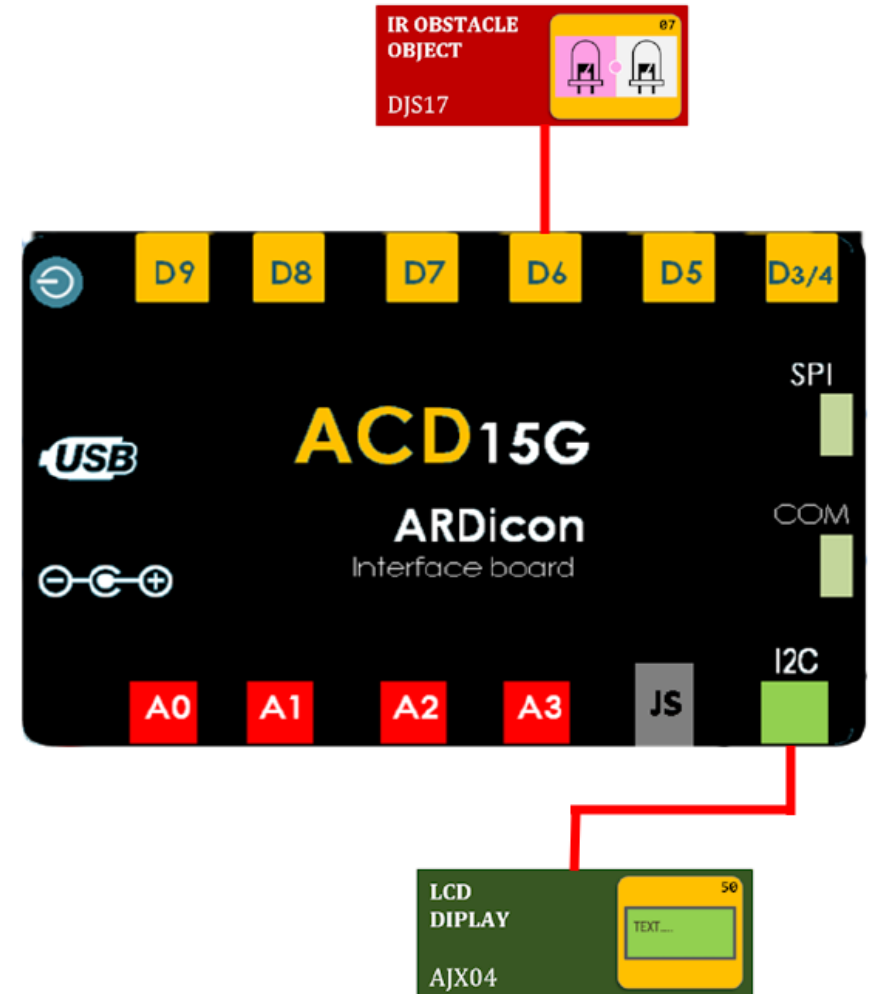 IR OBSTACLE
OBJECT
DJS17
07
D9 D8 D7 D6 D5 D3/4
SPI
USB
ACD15G
ARDicon
Interface board
COM
I2C
A0 A1 A2 A3 JS
LCD
DIPLAY
AJX04
50
TEXT....